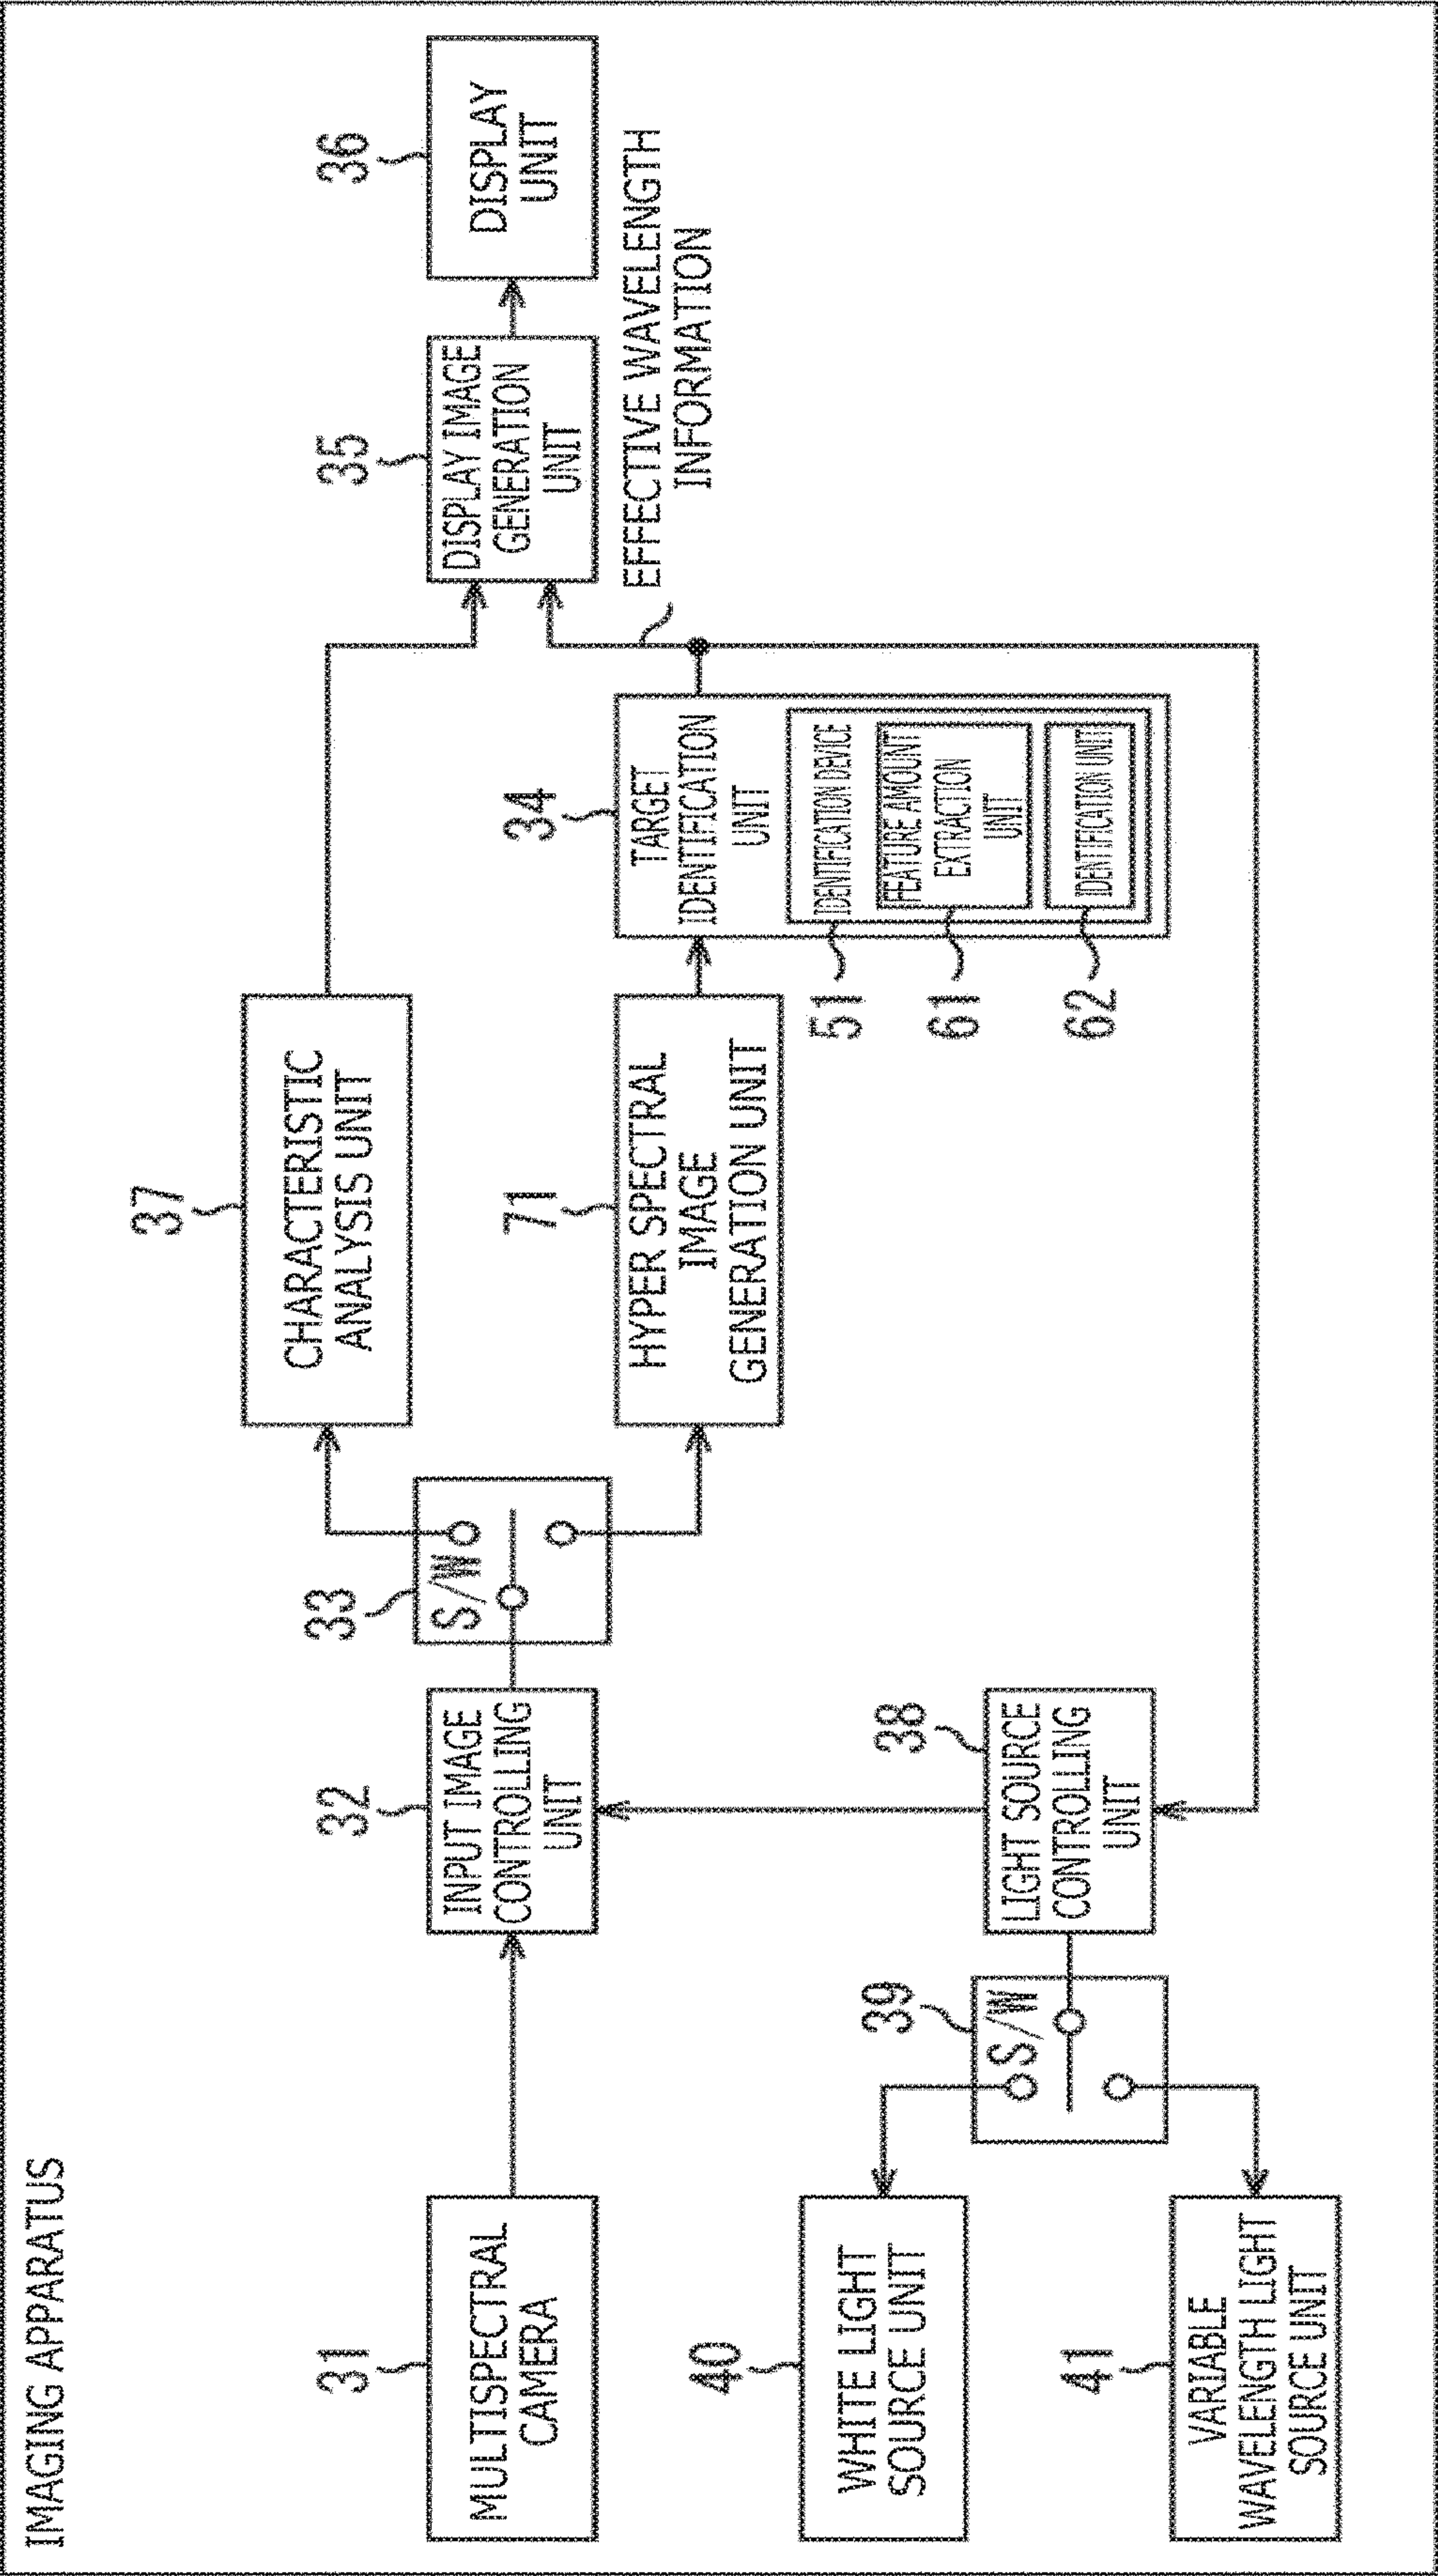 IMAGING APPARATUS
31
MULTISPECTRAL
CAMERA
32
INPUT IMAGE
CONTROLLING
UNIT
33
S/W
37
CHARACTERISTIC
ANALYSIS UNIT
71
HYPER SPECTRAL
IMAGE
GENERATION UNIT
34
TARGET
IDENTIFICATION
UNIT
IDENTIFICATION DEVICE
FEATURE AMOUNT
EXTRACTION
UNIT
IDENTIFICATION UNIT
51
61
62
35
DISPLAY IMAGE
GENERATION
UNIT
36
DISPLAY
UNIT
EFFECTIVE WAVELENGTH
INFORMATION
38
LIGHT SOURCE
CONTROLLING
UNIT
39
S/W
40
WHITE LIGHT
SOURCE UNIT
41
VARIABLE
WAVELENGTH LIGHT
SOURCE UNIT